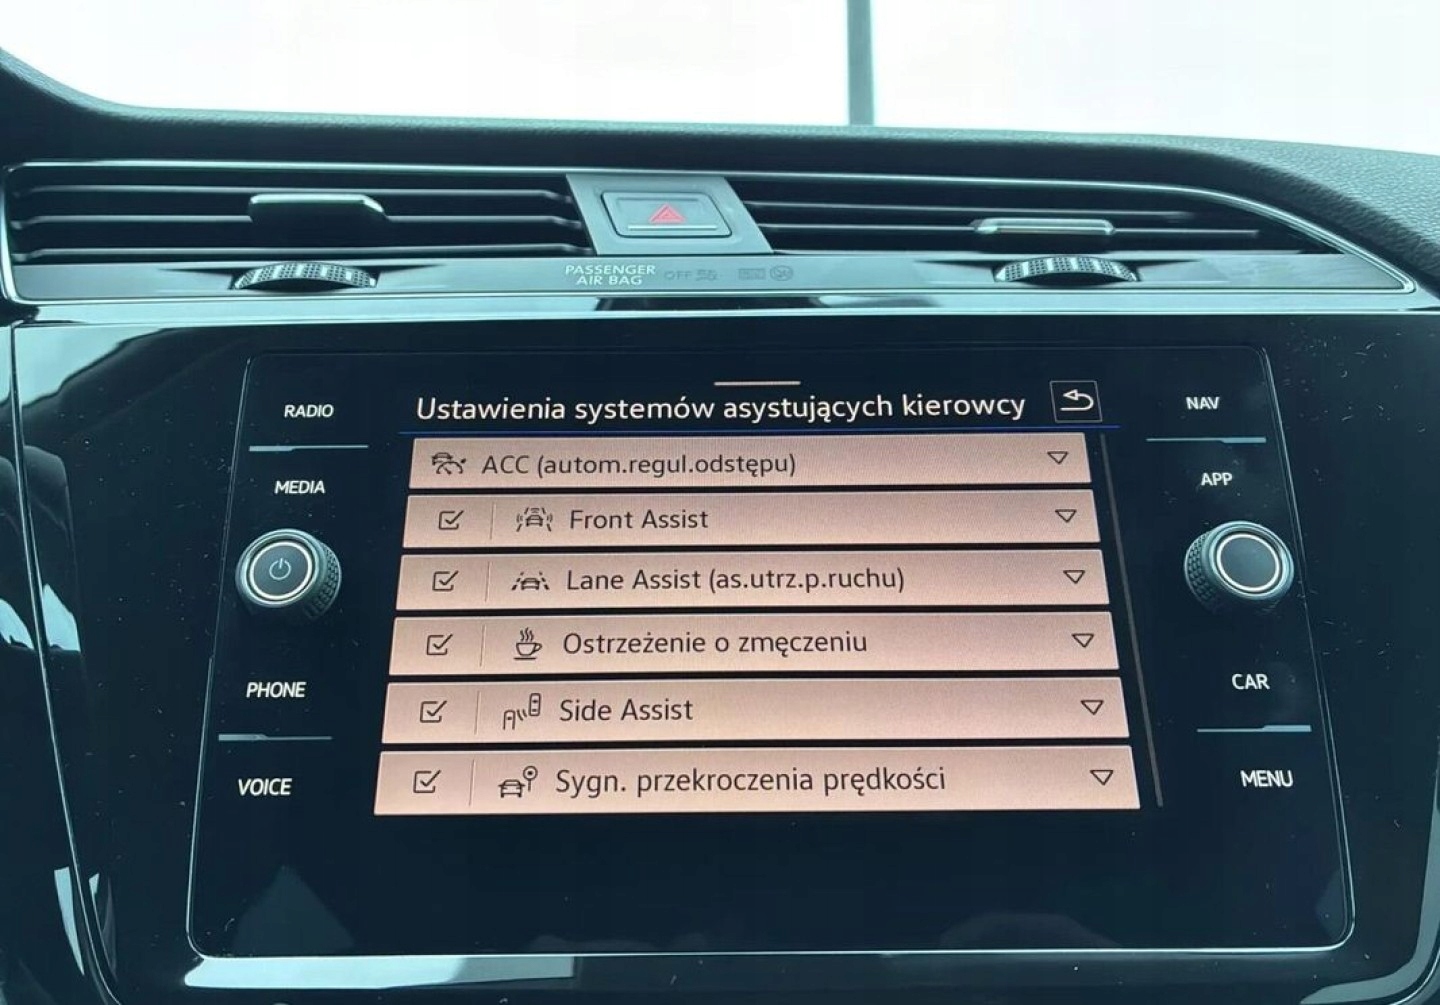 PASSENGER
AIR BAG
OFF
RADIO
MEDIA
PHONE
VOICE
Ustawienia systemów asystujących kierowcy
ACC (autom.regul.odstępu)
Front Assist
Lane Assist (as.utrz.p.ruchu)
Ostrzeżenie o zmęczeniu
Side Assist
Sygn. przekroczenia prędkości
NAV
APP
CAR
MENU